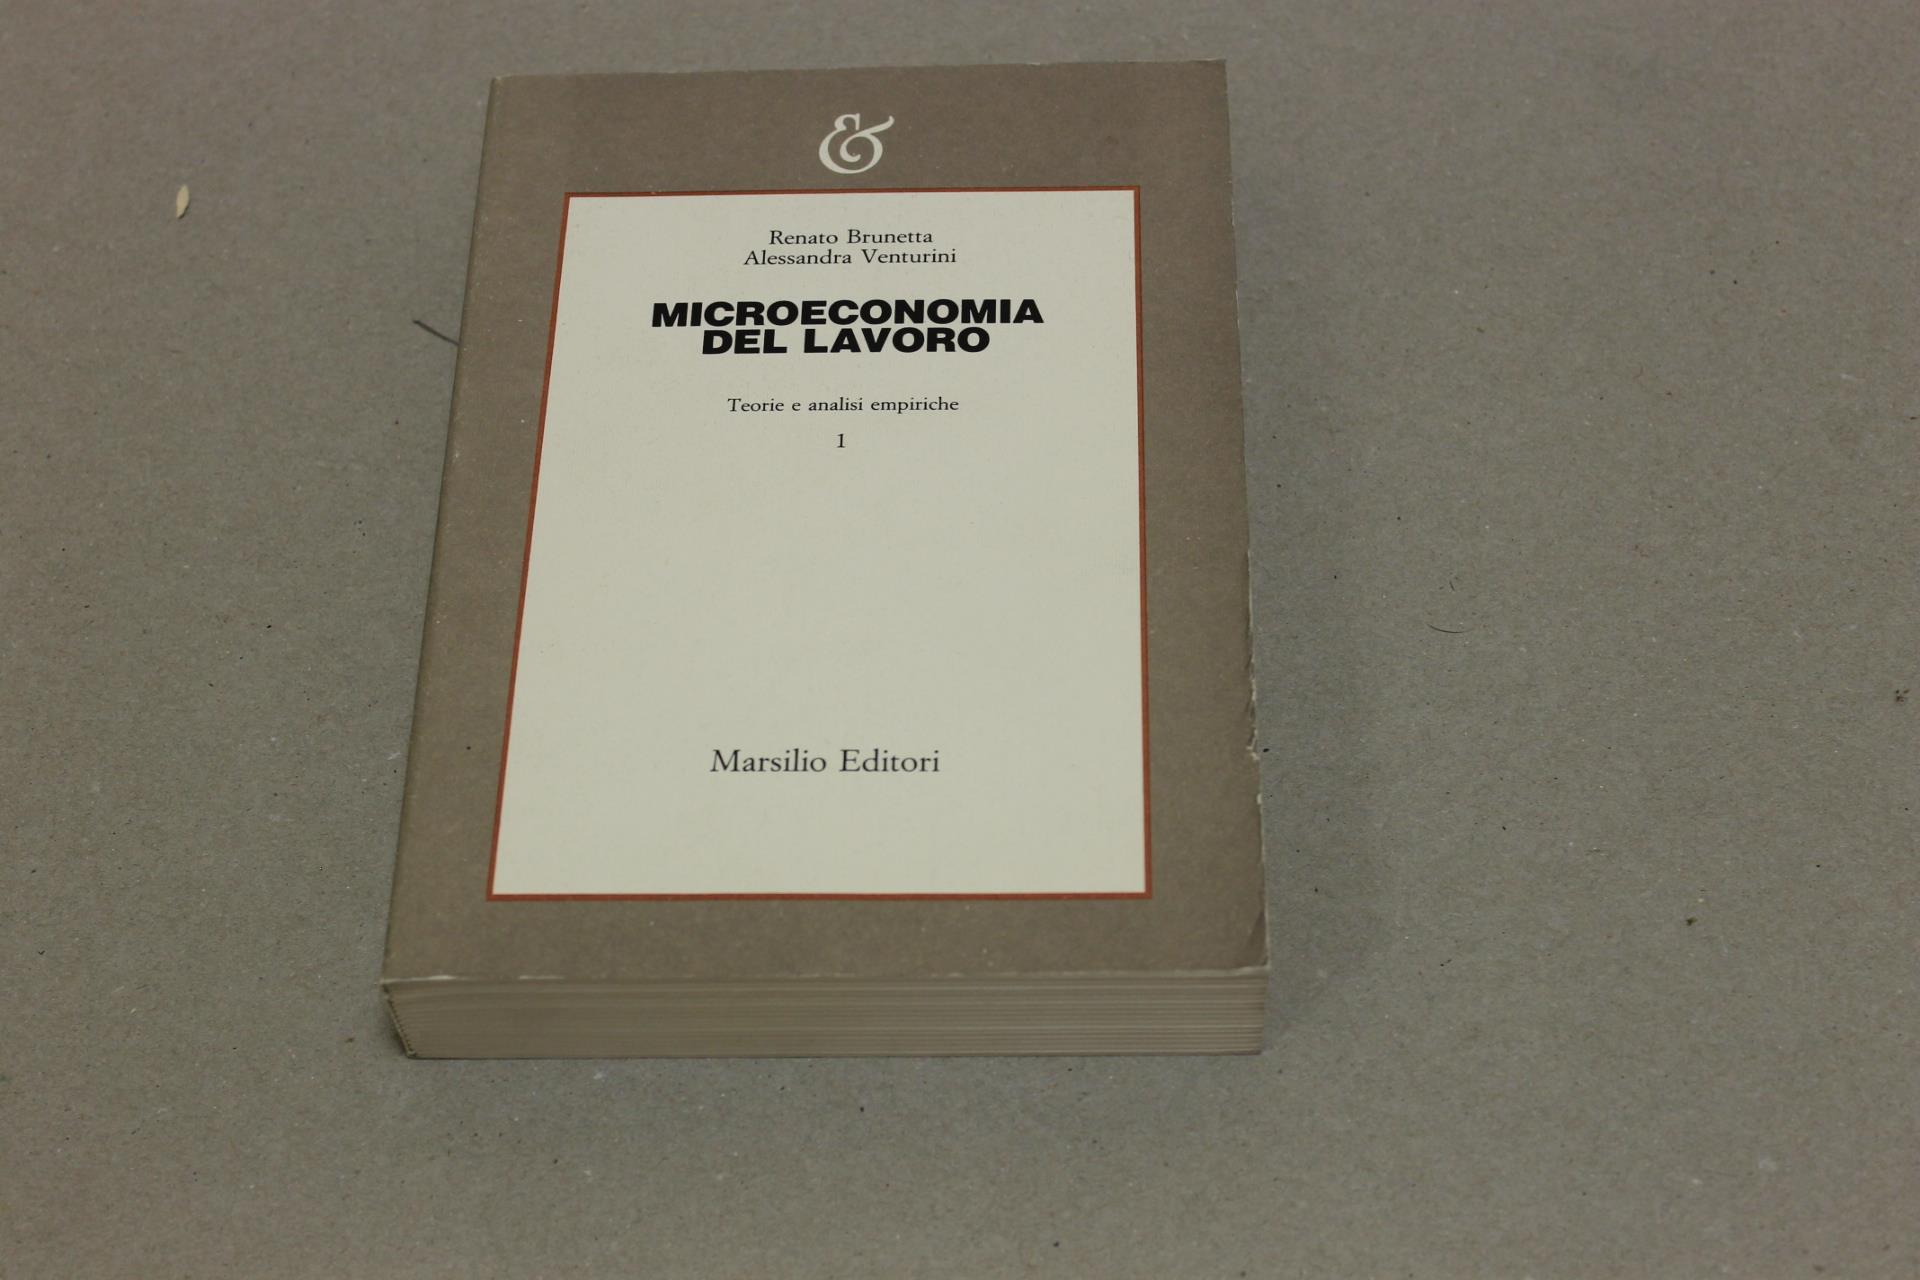 &
Renato Brunetta
Alessandra Venturini
MICROECONOMIA
DEL LAVORO
Teorie e analisi empiriche
1
Marsilio Editori